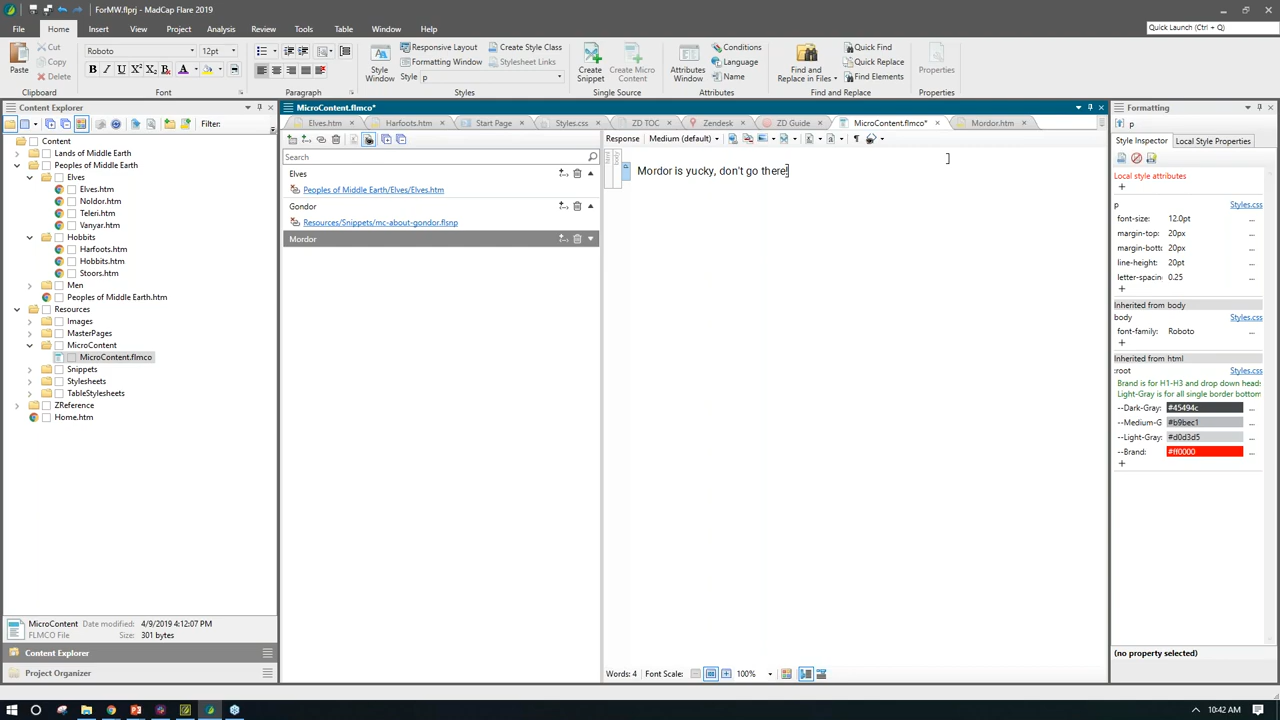 ForMW.flprj - MadCap Flare 2019
Quick Launch (Ctrl + Q)
File Home Insert View Project Analysis Review Tools Table Window Help
Paste
Cut
Copy
Delete
Clipboard
Roboto 12pt
Font
Paragraph
Style Window
Responsive Layout
Formatting Window
Style p
Create Style Class
Stylesheet Links
Styles
Create Snippet
Create Micro Content
Single Source
Attributes Window
Conditions
Language
Name
Attributes
Find and Replace in Files
Quick Find
Quick Replace
Find Elements
Find and Replace
Properties
Properties
Content Explorer
Filter:
Content
Lands of Middle Earth
Peoples of Middle Earth
Elves
Elves.htm
Noldor.htm
Teleri.htm
Vanyar.htm
Hobbits
Harfoots.htm
Hobbits.htm
Stoors.htm
Men
Peoples of Middle Earth.htm
Resources
Images
MasterPages
MicroContent
MicroContent.flmco
Snippets
Stylesheets
TableStylesheets
ZReference
Home.htm
MicroContent Date modified: 4/9/2019 4:12:07 PM
FLMCO File Size: 301 bytes
Content Explorer
Project Organizer
MicroContent.flmco*
Elves.htm Harfoots.htm Start Page Styles.css ZD TOC Zendesk ZD Guide MicroContent.flmco* Mordor.htm
Search
Elves
Peoples of Middle Earth/Elves/Elves.htm
Gondor
Resources/Snippets/mc-about-gondor.flsnp
Mordor
Response Medium (default)
Mordor is yucky, don't go there!
Words: 4 Font Scale: 100%
Formatting
p
Style Inspector Local Style Properties
Local style attributes
p Styles.css
font-size: 12.0pt ...
margin-top: 20px ...
margin-bott: 20px ...
line-height: 20pt ...
letter-spacin: 0.25 ...
Inherited from body
body Styles.css
font-family: Roboto ...
Inherited from html
:root Styles.css
Brand is for H1-H3 and drop down head:
Light-Gray is for all single border bottom
--Dark-Gray: #45494c ...
--Medium-G #b9bec1 ...
--Light-Gray: #d0d3d5 ...
--Brand: #ff0000 ...
(no property selected)
10:42 AM